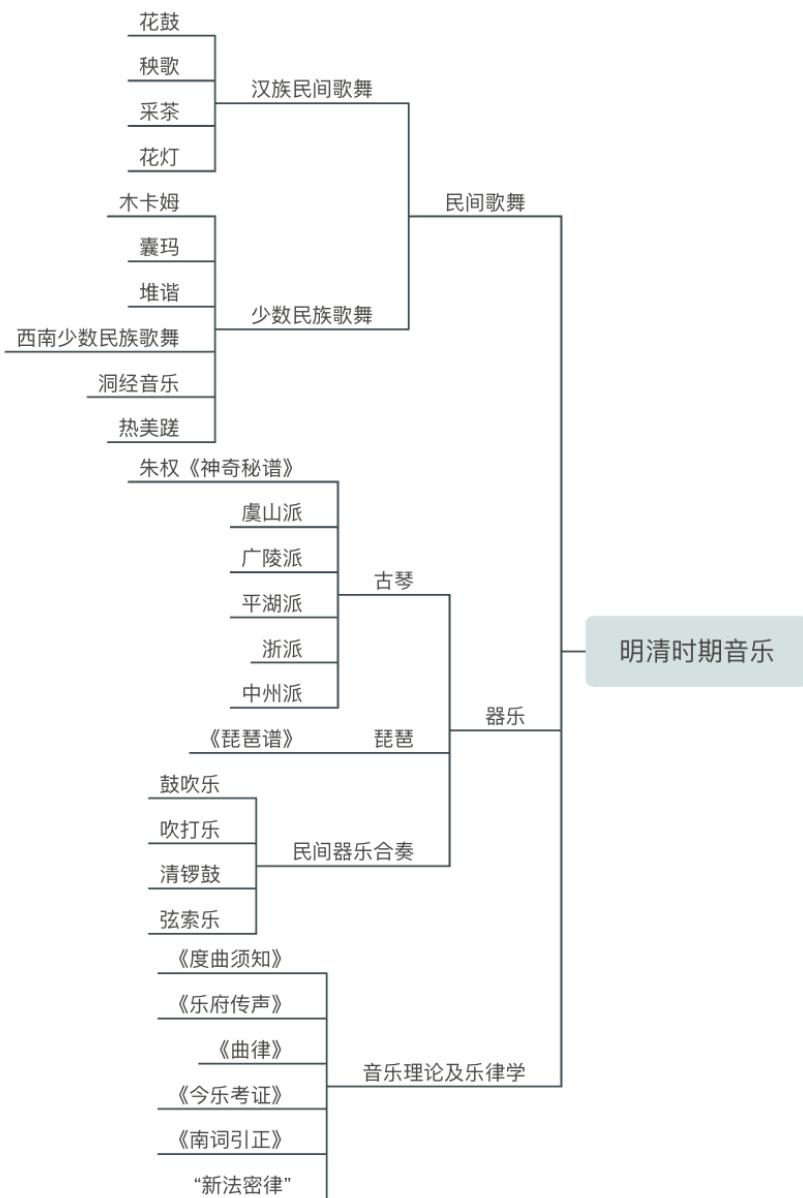 花鼓
秧歌
采茶
花灯
汉族民间歌舞
木卡姆
囊玛
堆谐
西南少数民族歌舞
洞经音乐
热美蹉
少数民族歌舞
民间歌舞
朱权《神奇秘谱》
虞山派
广陵派
平湖派
浙派
中州派
古琴
《琵琶谱》
琵琶
鼓吹乐
吹打乐
清锣鼓
弦索乐
民间器乐合奏
器乐
《度曲须知》
《乐府传声》
《曲律》
《今乐考证》
《南词引正》
“新法密律”
音乐理论及乐律学
明清时期音乐